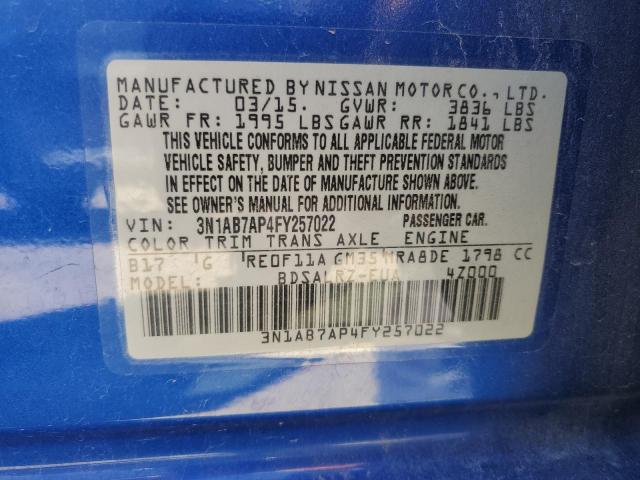 MANUFACTURED BY NISSAN MOTOR CO., LTD.
DATE: 03/15. GVWR: 3836 LBS
GAWR FR: 1995 LBS GAWR RR: 1841 LBS
THIS VEHICLE CONFORMS TO ALL APPLICABLE FEDERAL MOTOR
VEHICLE SAFETY, BUMPER AND THEFT PREVENTION STANDARDS
IN EFFECT ON THE DATE OF MANUFACTURE SHOWN ABOVE.
SEE OWNER'S MANUAL FOR ADDITIONAL INFORMATION.
VIN: 3N1AB7AP4FY257022 PASSENGER CAR.
COLOR TRIM TRANS AXLE ENGINE
B17 G RE0F11A GM35 MRA8DE 1798 CC
MODEL: BDSALRZ-EUA 4Z000
3N1AB7AP4FY257022